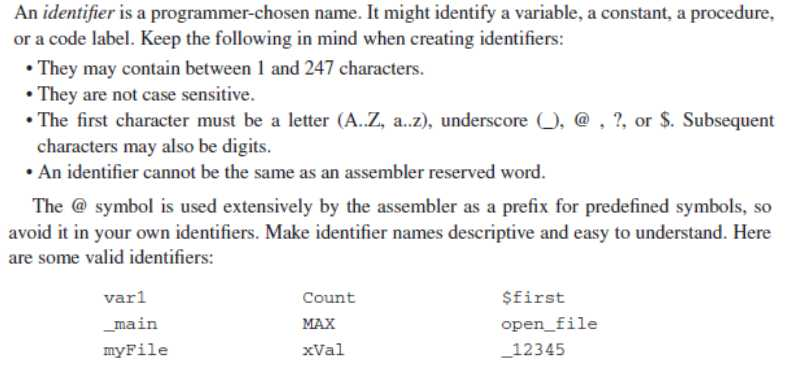 An identifier is a programmer-chosen name. It might identify a variable, a constant, a procedure,
or a code label. Keep the following in mind when creating identifiers:
• They may contain between 1 and 247 characters.
• They are not case sensitive.
• The first character must be a letter (A..Z, a..z), underscore (_), @ , ?, or $. Subsequent
characters may also be digits.
• An identifier cannot be the same as an assembler reserved word.
The @ symbol is used extensively by the assembler as a prefix for predefined symbols, so
avoid it in your own identifiers. Make identifier names descriptive and easy to understand. Here
are some valid identifiers:
var1 Count $first
_main MAX open_file
myFile xVal _12345